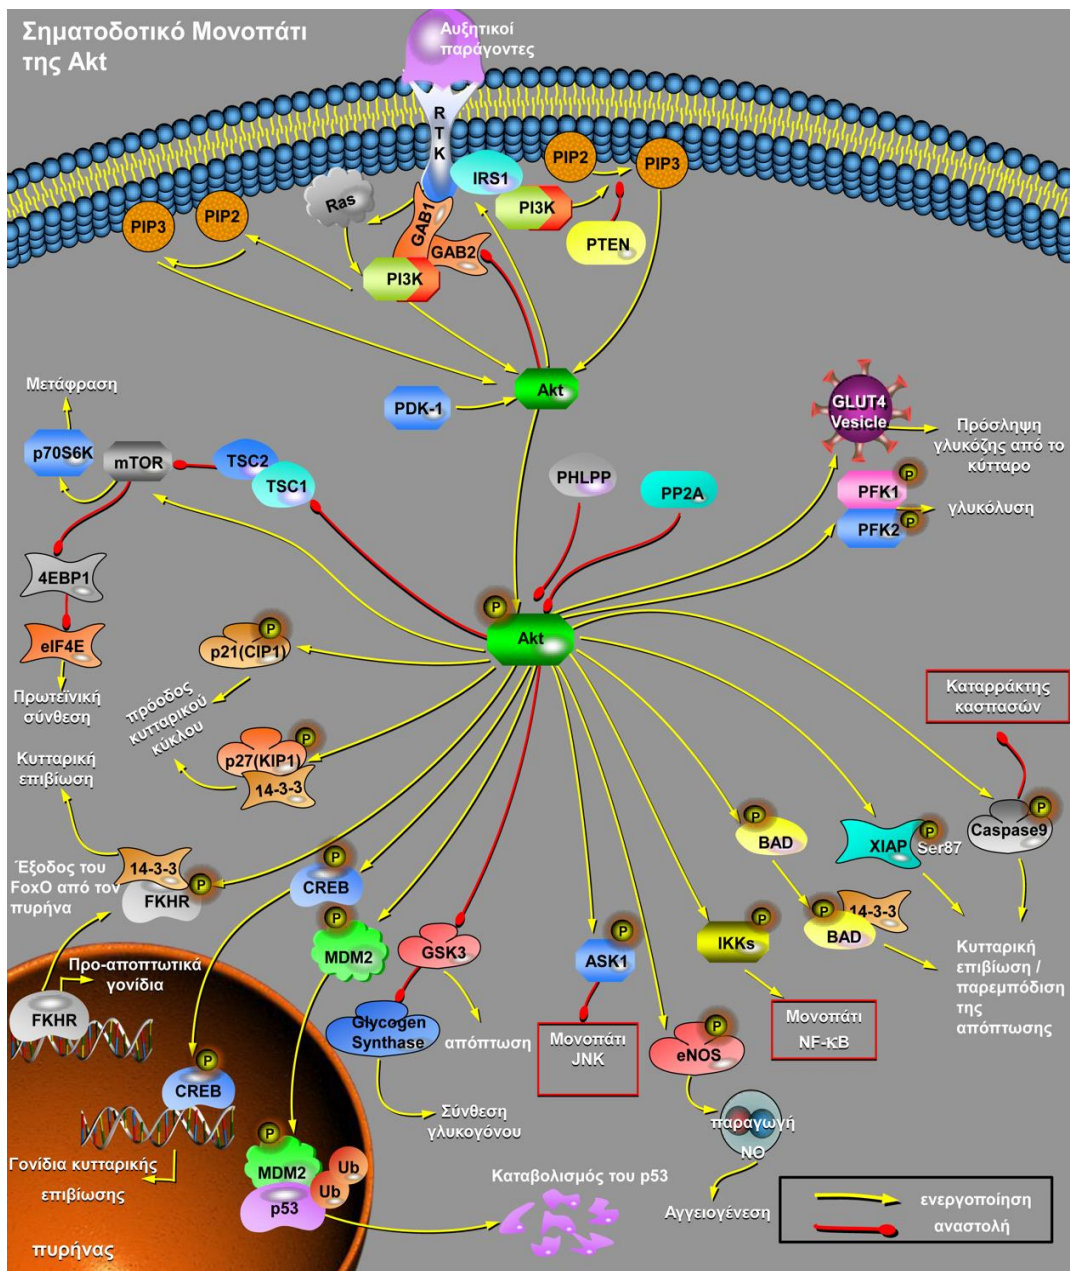 Σηματοδοτικό Μονοπάτι
της Akt
Αυξητικοί
παράγοντες
R
T
K
IRS1
PIP2
PIP3
PI3K
PTEN
Ras
GAB1
GAB2
PI3K
PIP2
PIP3
Akt
PDK-1
Μετάφραση
p70S6K
mTOR
TSC2
TSC1
PHLPP
PP2A
GLUT4
Vesicle
Πρόσληψη
γλυκόζης από το
κύτταρο
P
PFK1
PFK2
P
γλυκόλυση
4EBP1
eIF4E
Πρωτεϊνική
σύνθεση
P
Akt
P
p21(CIP1)
πρόοδος
κυτταρικού
κύκλου
P
p27(KIP1)
14-3-3
Καταρράκτης
κασπασών
Κυτταρική
επιβίωση
Έξοδος του
FoxO από τον
πυρήνα
14-3-3
FKHR
P
P
CREB
P
MDM2
GSK3
Glycogen
Synthase
απόπτωση
Σύνθεση
γλυκογόνου
P
ASK1
Μονοπάτι
JNK
P
IKKs
Μονοπάτι
NF-κB
P
eNOS
παραγωγή
NO
Αγγειογένεση
P
BAD
P
14-3-3
BAD
P
XIAP
Ser87
P
Caspase9
Κυτταρική
επιβίωση /
παρεμπόδιση
της
απόπτωσης
Προ-αποπτωτικά
γονίδια
FKHR
P
CREB
Γονίδια κυτταρικής
επιβίωσης
P
MDM2
Ub
Ub
p53
Καταβολισμός του p53
πυρήνας
ενεργοποίηση
αναστολή